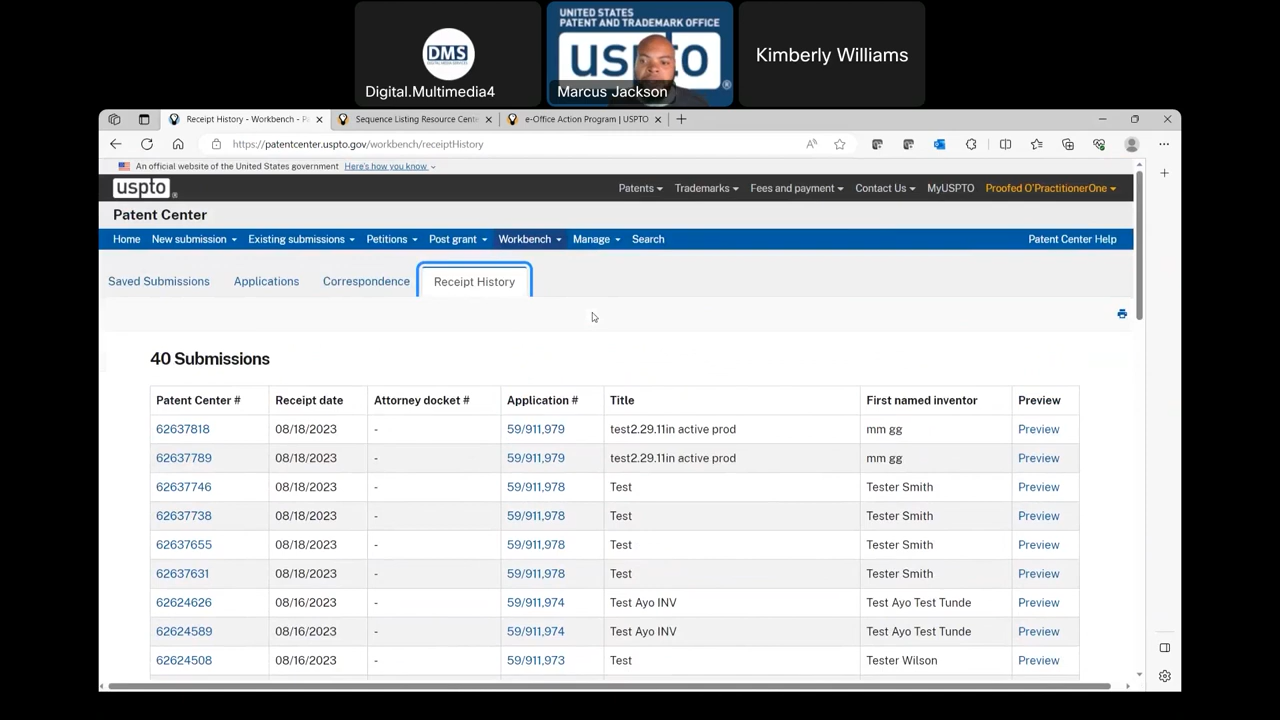 DMS
DIGITAL MEDIA SERVICES
Digital.Multimedia4
UNITED STATES
PATENT AND TRADEMARK OFFICE
uspto
Marcus Jackson
Kimberly Williams
Receipt History - Workbench - P
Sequence Listing Resource Cente
e-Office Action Program | USPTO
https://patentcenter.uspto.gov/workbench/receiptHistory
An official website of the United States government Here's how you know
uspto
Patents Trademarks Fees and payment Contact Us MyUSPTO Proofed O'PractitionerOne
Patent Center
Home New submission Existing submissions Petitions Post grant Workbench Manage Search Patent Center Help
Saved Submissions Applications Correspondence Receipt History
40 Submissions
Patent Center # Receipt date Attorney docket # Application # Title First named inventor Preview
62637818 08/18/2023 - 59/911,979 test2.29.11in active prod mm gg Preview
62637789 08/18/2023 - 59/911,979 test2.29.11in active prod mm gg Preview
62637746 08/18/2023 - 59/911,978 Test Tester Smith Preview
62637738 08/18/2023 - 59/911,978 Test Tester Smith Preview
62637655 08/18/2023 - 59/911,978 Test Tester Smith Preview
62637631 08/18/2023 - 59/911,978 Test Tester Smith Preview
62624626 08/16/2023 - 59/911,974 Test Ayo INV Test Ayo Test Tunde Preview
62624589 08/16/2023 - 59/911,974 Test Ayo INV Test Ayo Test Tunde Preview
62624508 08/16/2023 - 59/911,973 Test Tester Wilson Preview